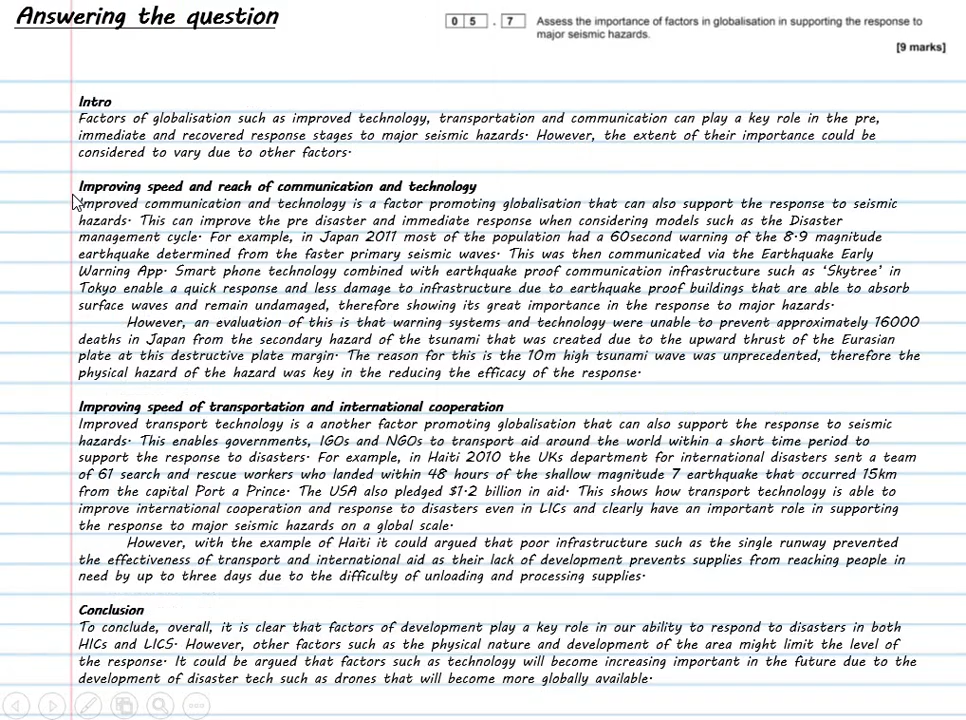 Answering the question
0 5 . 7 Assess the importance of factors in globalisation in supporting the response to
major seismic hazards.
[9 marks]
Intro
Factors of globalisation such as improved technology, transportation and communication can play a key role in the pre,
immediate and recovered response stages to major seismic hazards. However, the extent of their importance could be
considered to vary due to other factors.
Improving speed and reach of communication and technology
Improved communication and technology is a factor promoting globalisation that can also support the response to seismic
hazards. This can improve the pre disaster and immediate response when considering models such as the Disaster
management cycle. For example, in Japan 2011 most of the population had a 60second warning of the 8.9 magnitude
earthquake determined from the faster primary seismic waves. This was then communicated via the Earthquake Early
Warning App. Smart phone technology combined with earthquake proof communication infrastructure such as 'Skytree' in
Tokyo enable a quick response and less damage to infrastructure due to earthquake proof buildings that are able to absorb
surface waves and remain undamaged, therefore showing its great importance in the response to major hazards.
However, an evaluation of this is that warning systems and technology were unable to prevent approximately 16000
deaths in Japan from the secondary hazard of the tsunami that was created due to the upward thrust of the Eurasian
plate at this destructive plate margin. The reason for this is the 10m high tsunami wave was unprecedented, therefore the
physical hazard of the hazard was key in the reducing the efficacy of the response.
Improving speed of transportation and international cooperation
Improved transport technology is a another factor promoting globalisation that can also support the response to seismic
hazards. This enables governments, IGOs and NGOs to transport aid around the world within a short time period to
support the response to disasters. For example, in Haiti 2010 the UKs department for international disasters sent a team
of 61 search and rescue workers who landed within 48 hours of the shallow magnitude 7 earthquake that occurred 15km
from the capital Port a Prince. The USA also pledged $1.2 billion in aid. This shows how transport technology is able to
improve international cooperation and response to disasters even in LICs and clearly have an important role in supporting
the response to major seismic hazards on a global scale.
However, with the example of Haiti it could argued that poor infrastructure such as the single runway prevented
the effectiveness of transport and international aid as their lack of development prevents supplies from reaching people in
need by up to three days due to the difficulty of unloading and processing supplies.
Conclusion
To conclude, overall, it is clear that factors of development play a key role in our ability to respond to disasters in both
HICs and LICS. However, other factors such as the physical nature and development of the area might limit the level of
the response. It could be argued that factors such as technology will become increasing important in the future due to the
development of disaster tech such as drones that will become more globally available.